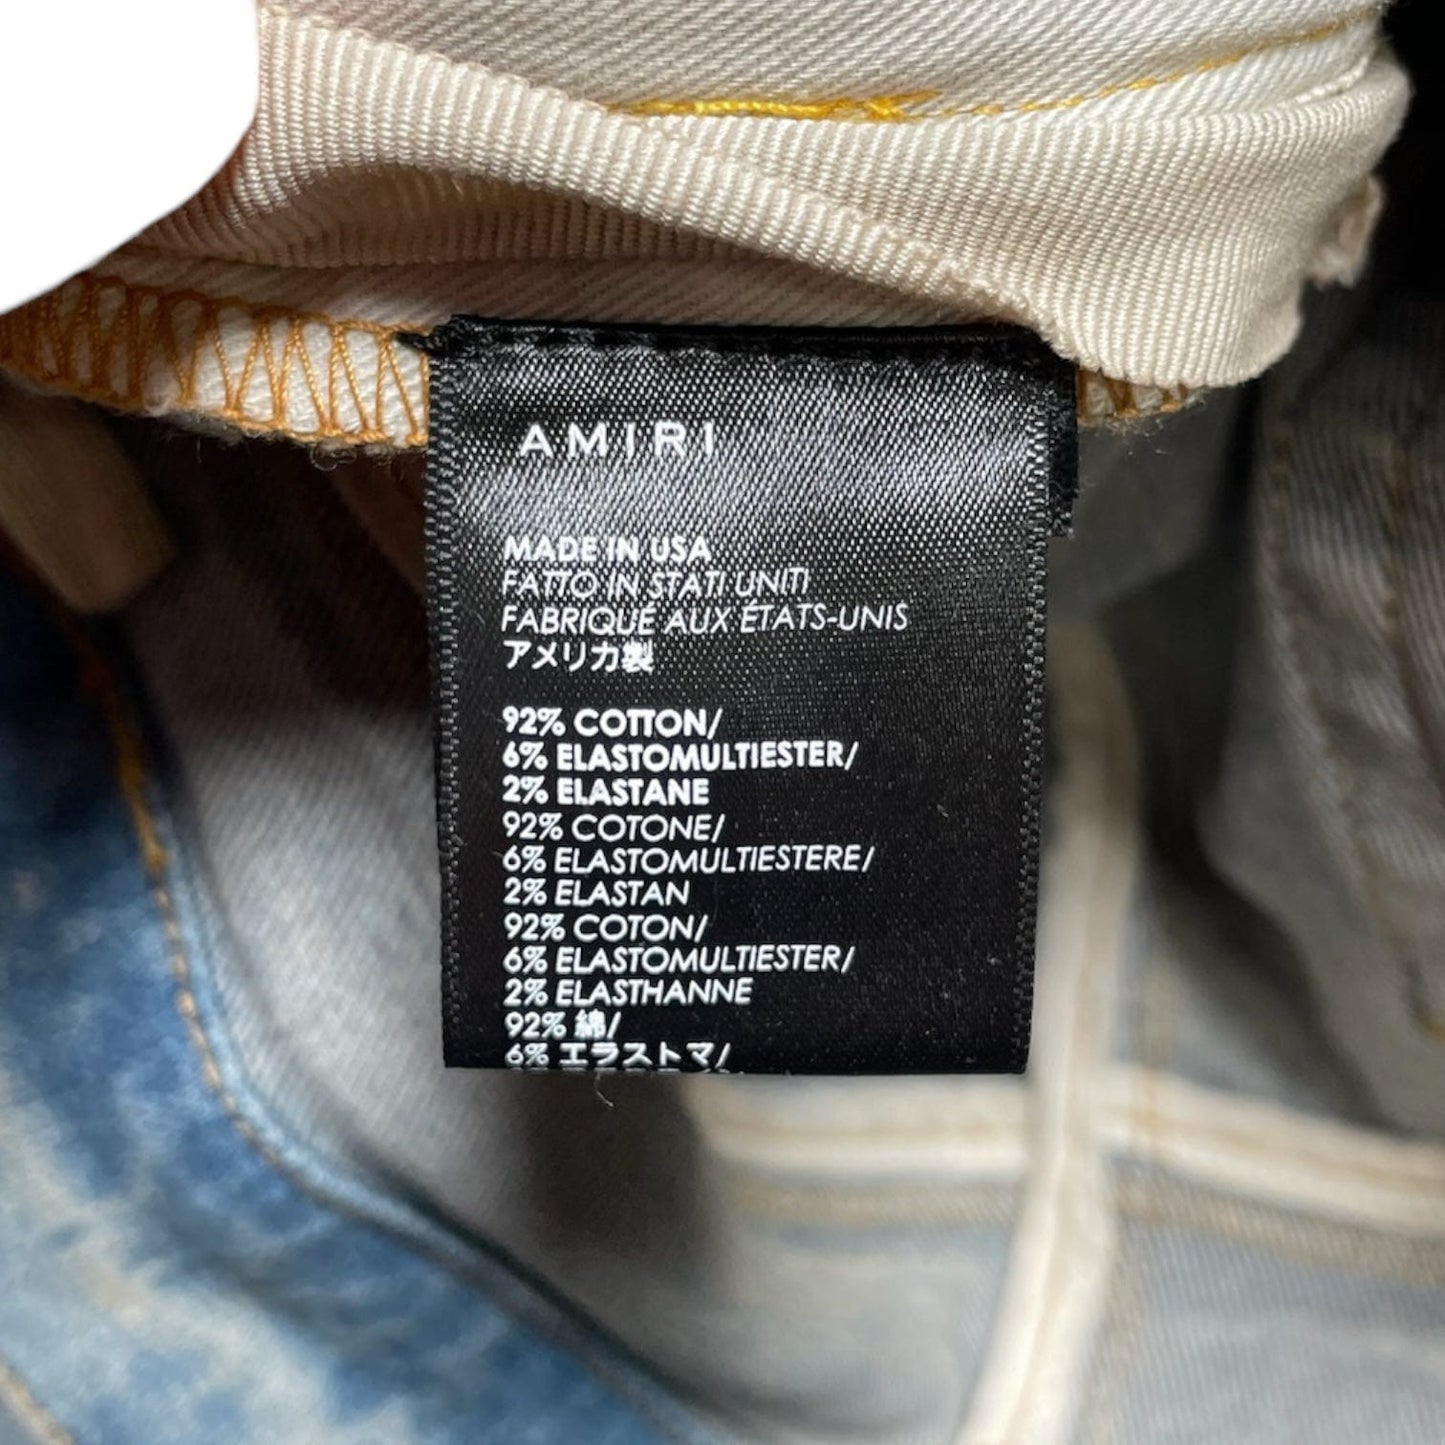 AMIRI
MADE IN USA
FATTO IN STATI UNITI
FABRIQUÉ AUX ÉTATS-UNIS
アメリカ製
92% COTTON/
6% ELASTOMULTIESTER/
2% ELASTANE
92% COTONE/
6% ELASTOMULTIESTERE/
2% ELASTAN
92% COTON/
6% ELASTOMULTIESTER/
2% ELASTHANNE
92% 綿/
6% エラストマ/